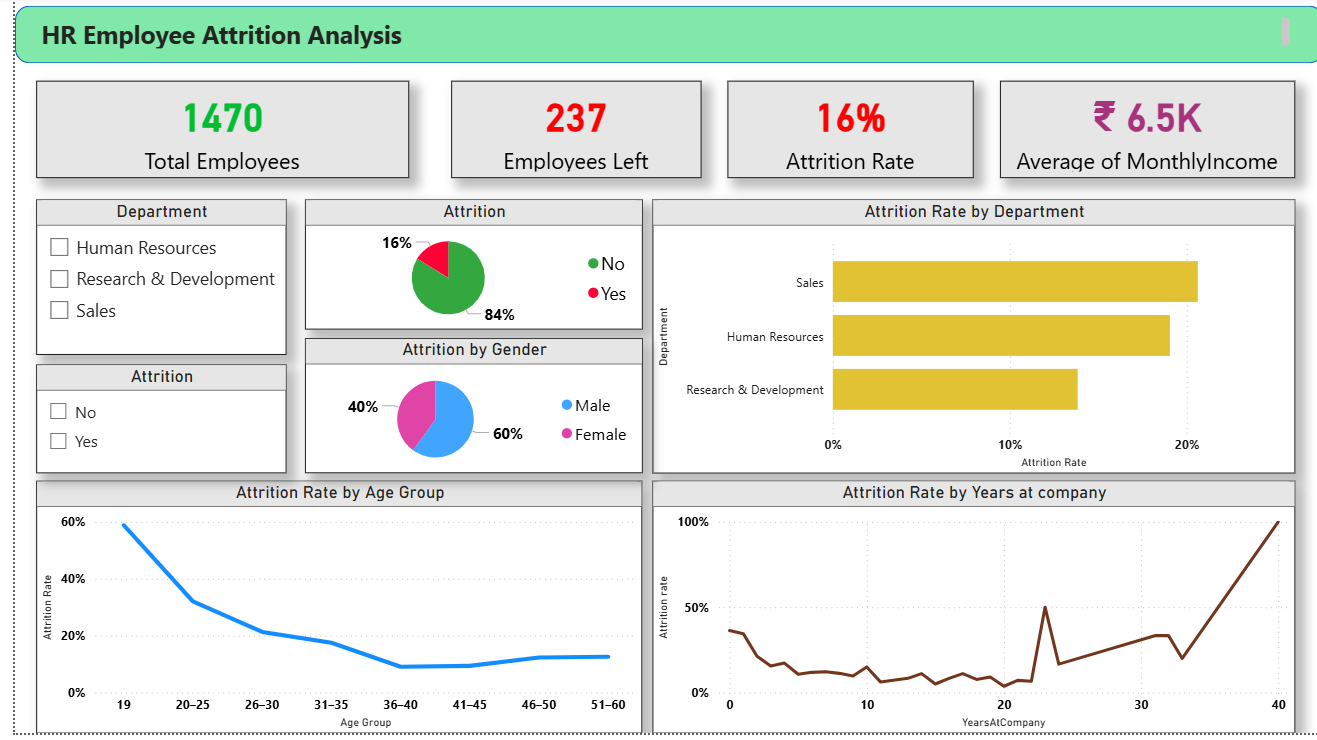 HR Employee Attrition Analysis
1470
Total Employees
237
Employees Left
16%
Attrition Rate
₹ 6.5K
Average of MonthlyIncome
Department
Human Resources
Research & Development
Sales
Attrition
No
Yes
Attrition
16%
84%
No
Yes
Attrition by Gender
40%
60%
Male
Female
Attrition Rate by Department
Department
Sales
Human Resources
Research & Development
0% 10% 20%
Attrition Rate
Attrition Rate by Age Group
Attrition Rate
60%
40%
20%
0%
19 20–25 26–30 31–35 36–40 41–45 46–50 51–60
Age Group
Attrition Rate by Years at company
Attrition rate
100%
50%
0%
0 10 20 30 40
YearsAtCompany